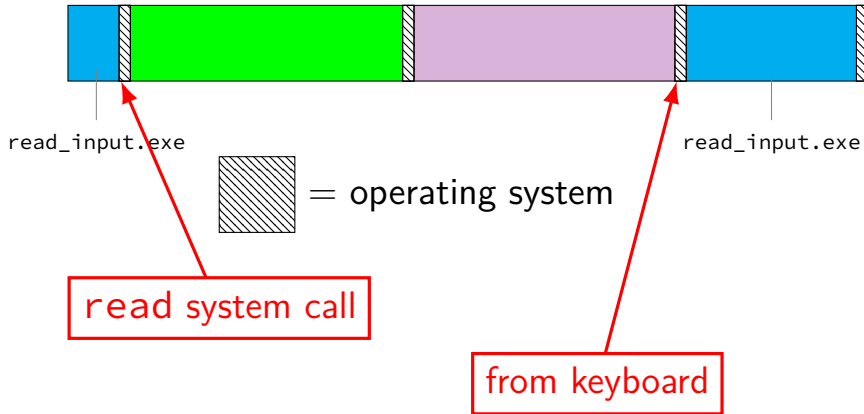 read_input.exe
read_input.exe
= operating system
read system call
from keyboard